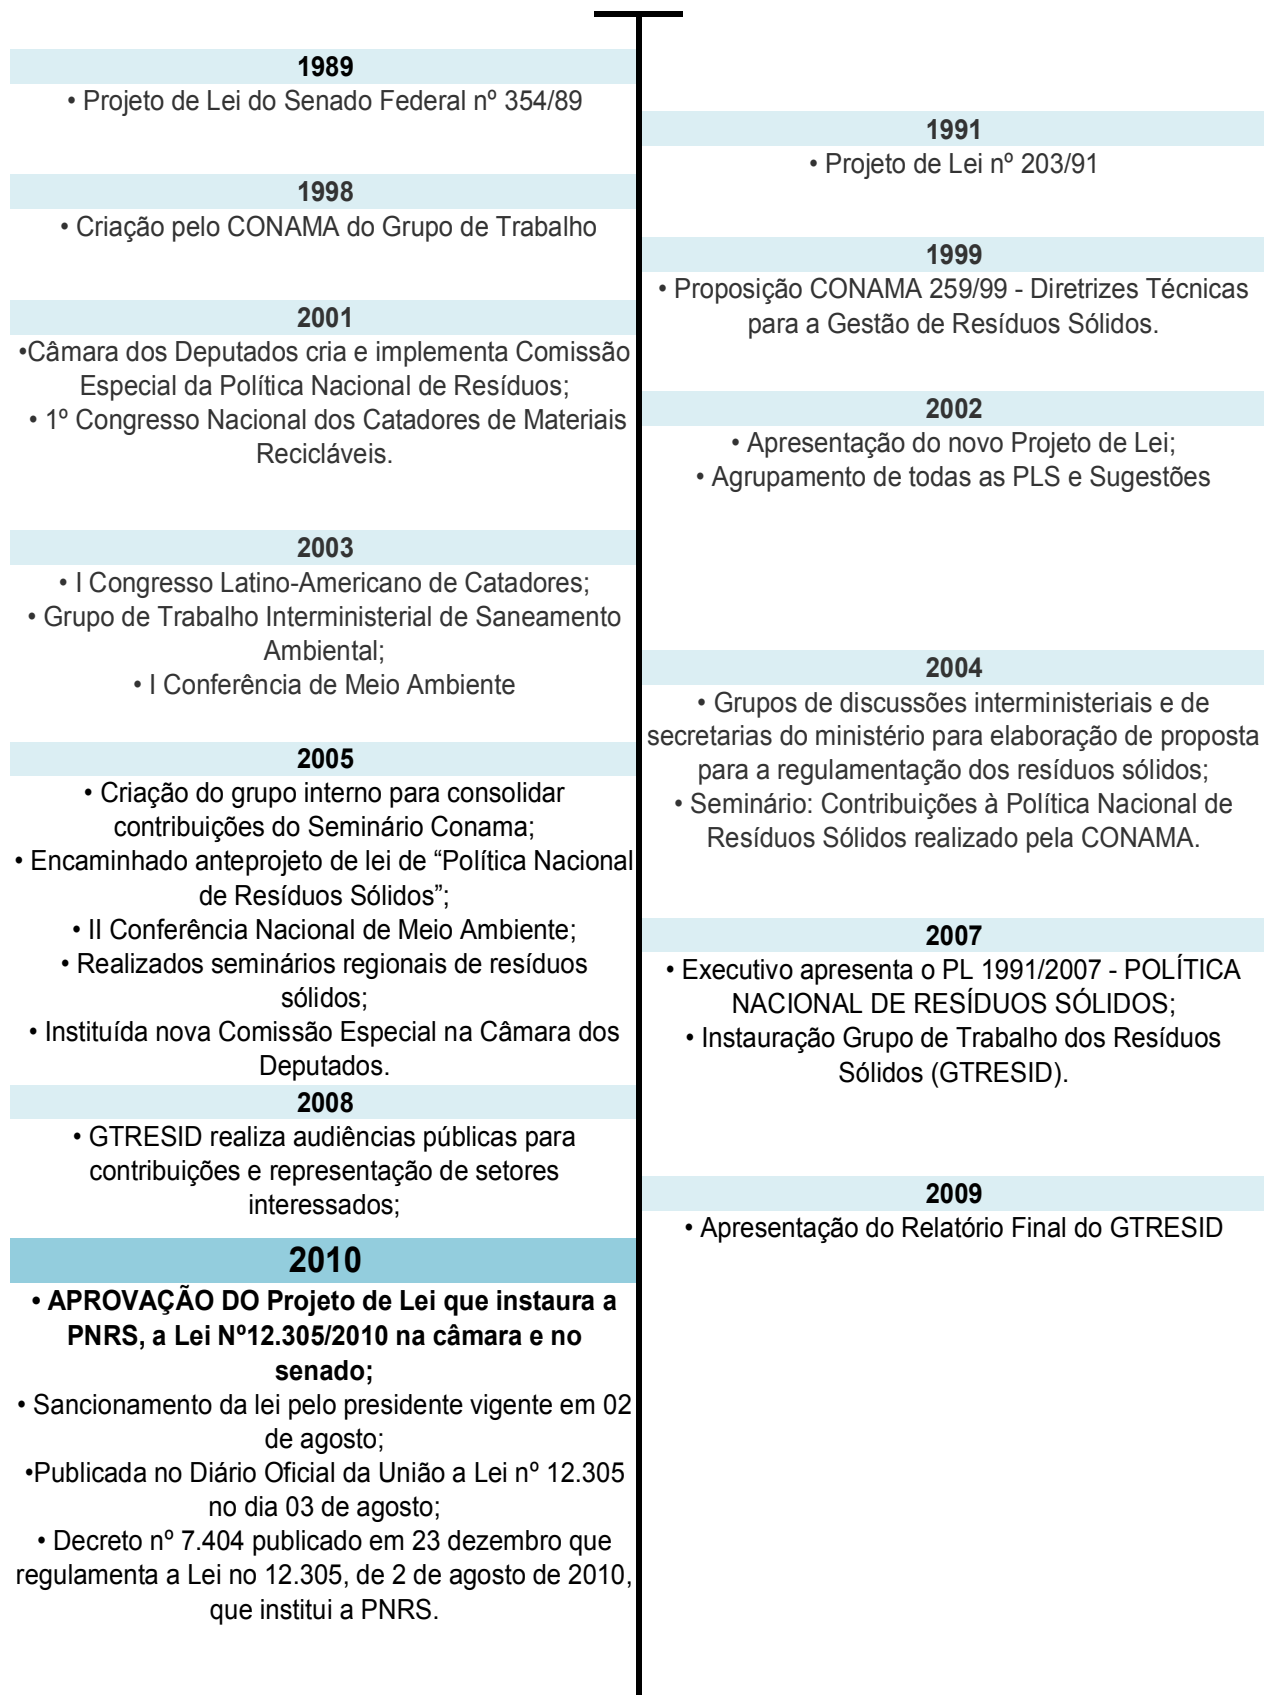 1989
• Projeto de Lei do Senado Federal nº 354/89
1991
• Projeto de Lei nº 203/91
1998
• Criação pelo CONAMA do Grupo de Trabalho
1999
• Proposição CONAMA 259/99 - Diretrizes Técnicas
para a Gestão de Resíduos Sólidos.
2001
•Câmara dos Deputados cria e implementa Comissão
Especial da Política Nacional de Resíduos;
• 1º Congresso Nacional dos Catadores de Materiais
Recicláveis.
2002
• Apresentação do novo Projeto de Lei;
• Agrupamento de todas as PLS e Sugestões
2003
• I Congresso Latino-Americano de Catadores;
• Grupo de Trabalho Interministerial de Saneamento
Ambiental;
• I Conferência de Meio Ambiente
2004
• Grupos de discussões interministeriais e de
secretarias do ministério para elaboração de proposta
para a regulamentação dos resíduos sólidos;
• Seminário: Contribuições à Política Nacional de
Resíduos Sólidos realizado pela CONAMA.
2005
• Criação do grupo interno para consolidar
contribuições do Seminário Conama;
• Encaminhado anteprojeto de lei de “Política Nacional
de Resíduos Sólidos”;
• II Conferência Nacional de Meio Ambiente;
• Realizados seminários regionais de resíduos
sólidos;
• Instituída nova Comissão Especial na Câmara dos
Deputados.
2007
• Executivo apresenta o PL 1991/2007 - POLÍTICA
NACIONAL DE RESÍDUOS SÓLIDOS;
• Instauração Grupo de Trabalho dos Resíduos
Sólidos (GTRESID).
2008
• GTRESID realiza audiências públicas para
contribuições e representação de setores
interessados;
2009
• Apresentação do Relatório Final do GTRESID
2010
• APROVAÇÃO DO Projeto de Lei que instaura a
PNRS, a Lei Nº12.305/2010 na câmara e no
senado;
• Sancionamento da lei pelo presidente vigente em 02
de agosto;
•Publicada no Diário Oficial da União a Lei nº 12.305
no dia 03 de agosto;
• Decreto nº 7.404 publicado em 23 dezembro que
regulamenta a Lei no 12.305, de 2 de agosto de 2010,
que institui a PNRS.